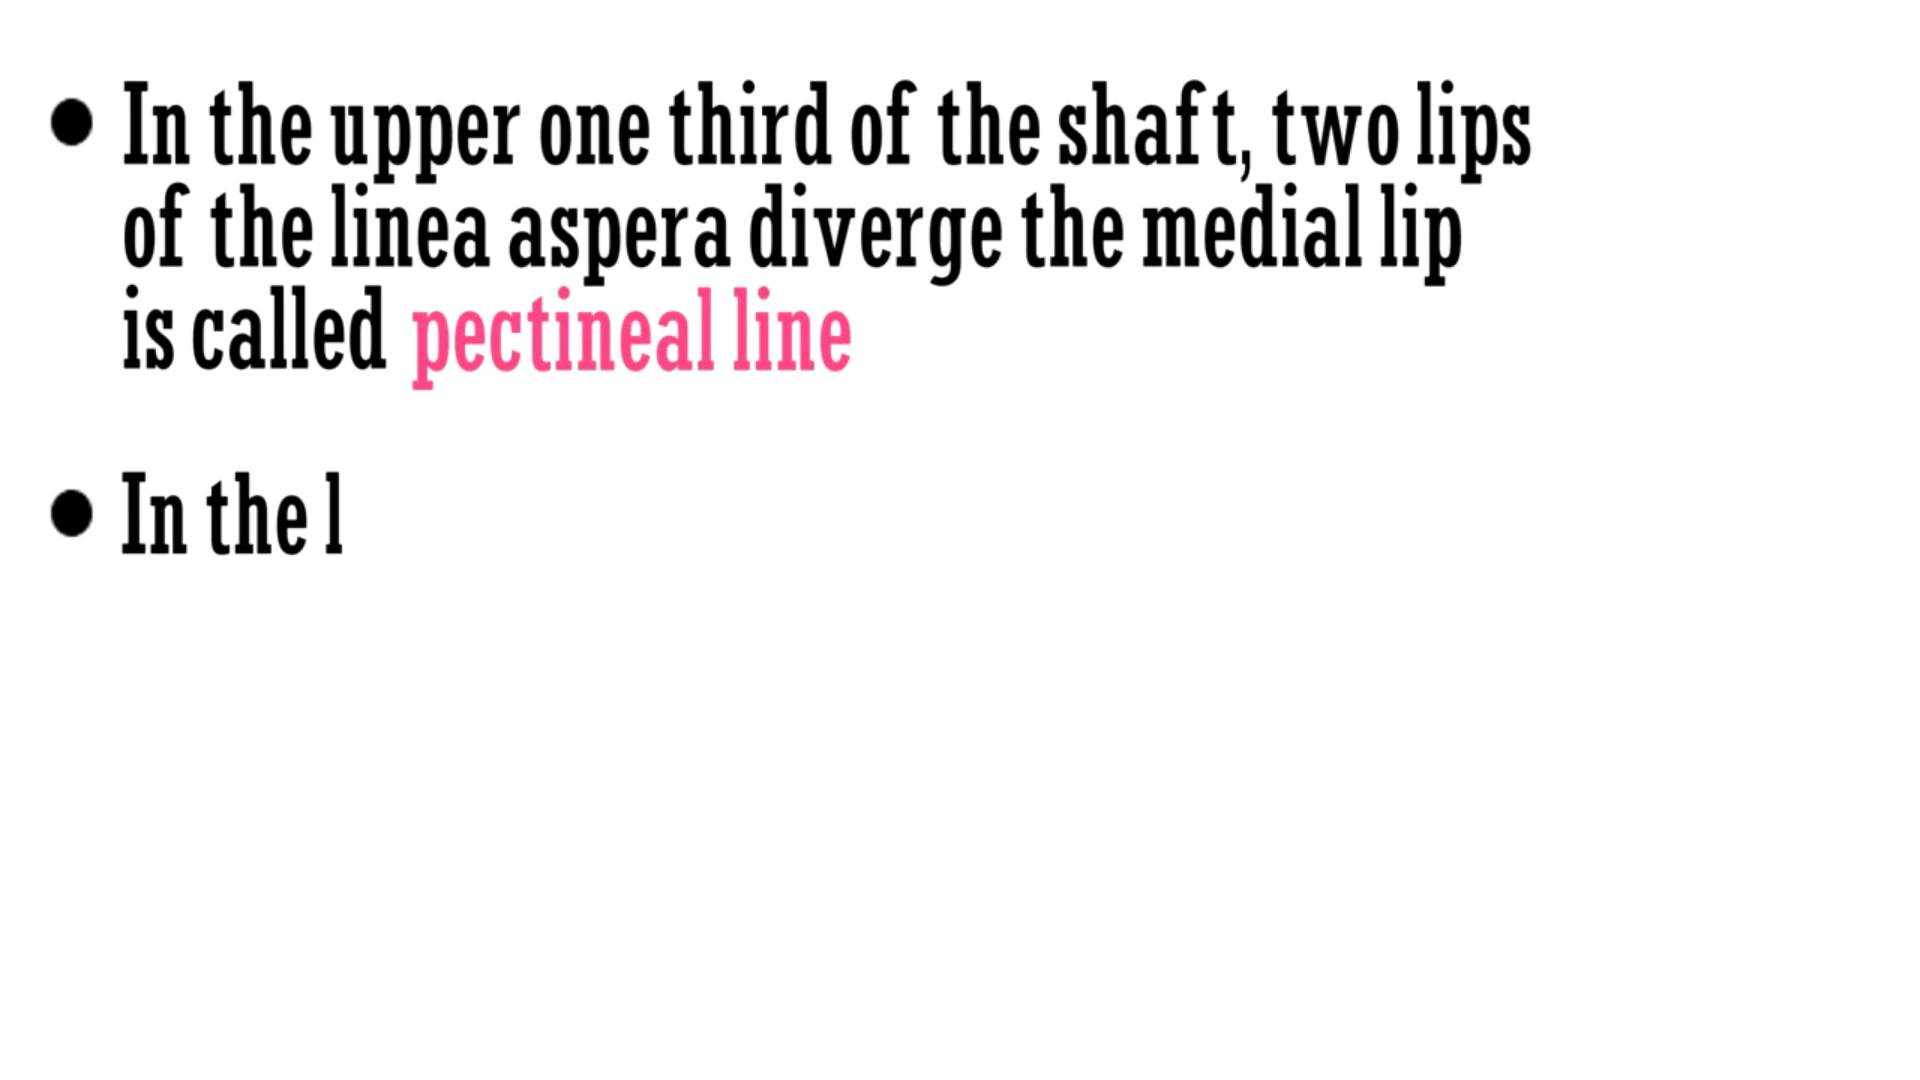 • In the upper one third of the shaft, two lips
of the linea aspera diverge the medial lip
is called pectineal line
• In the l